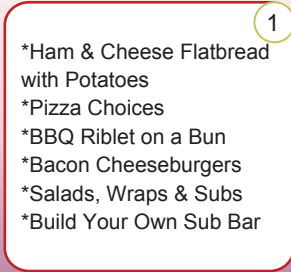 1
*Ham & Cheese Flatbread
with Potatoes
*Pizza Choices
*BBQ Riblet on a Bun
*Bacon Cheeseburgers
*Salads, Wraps & Subs
*Build Your Own Sub Bar